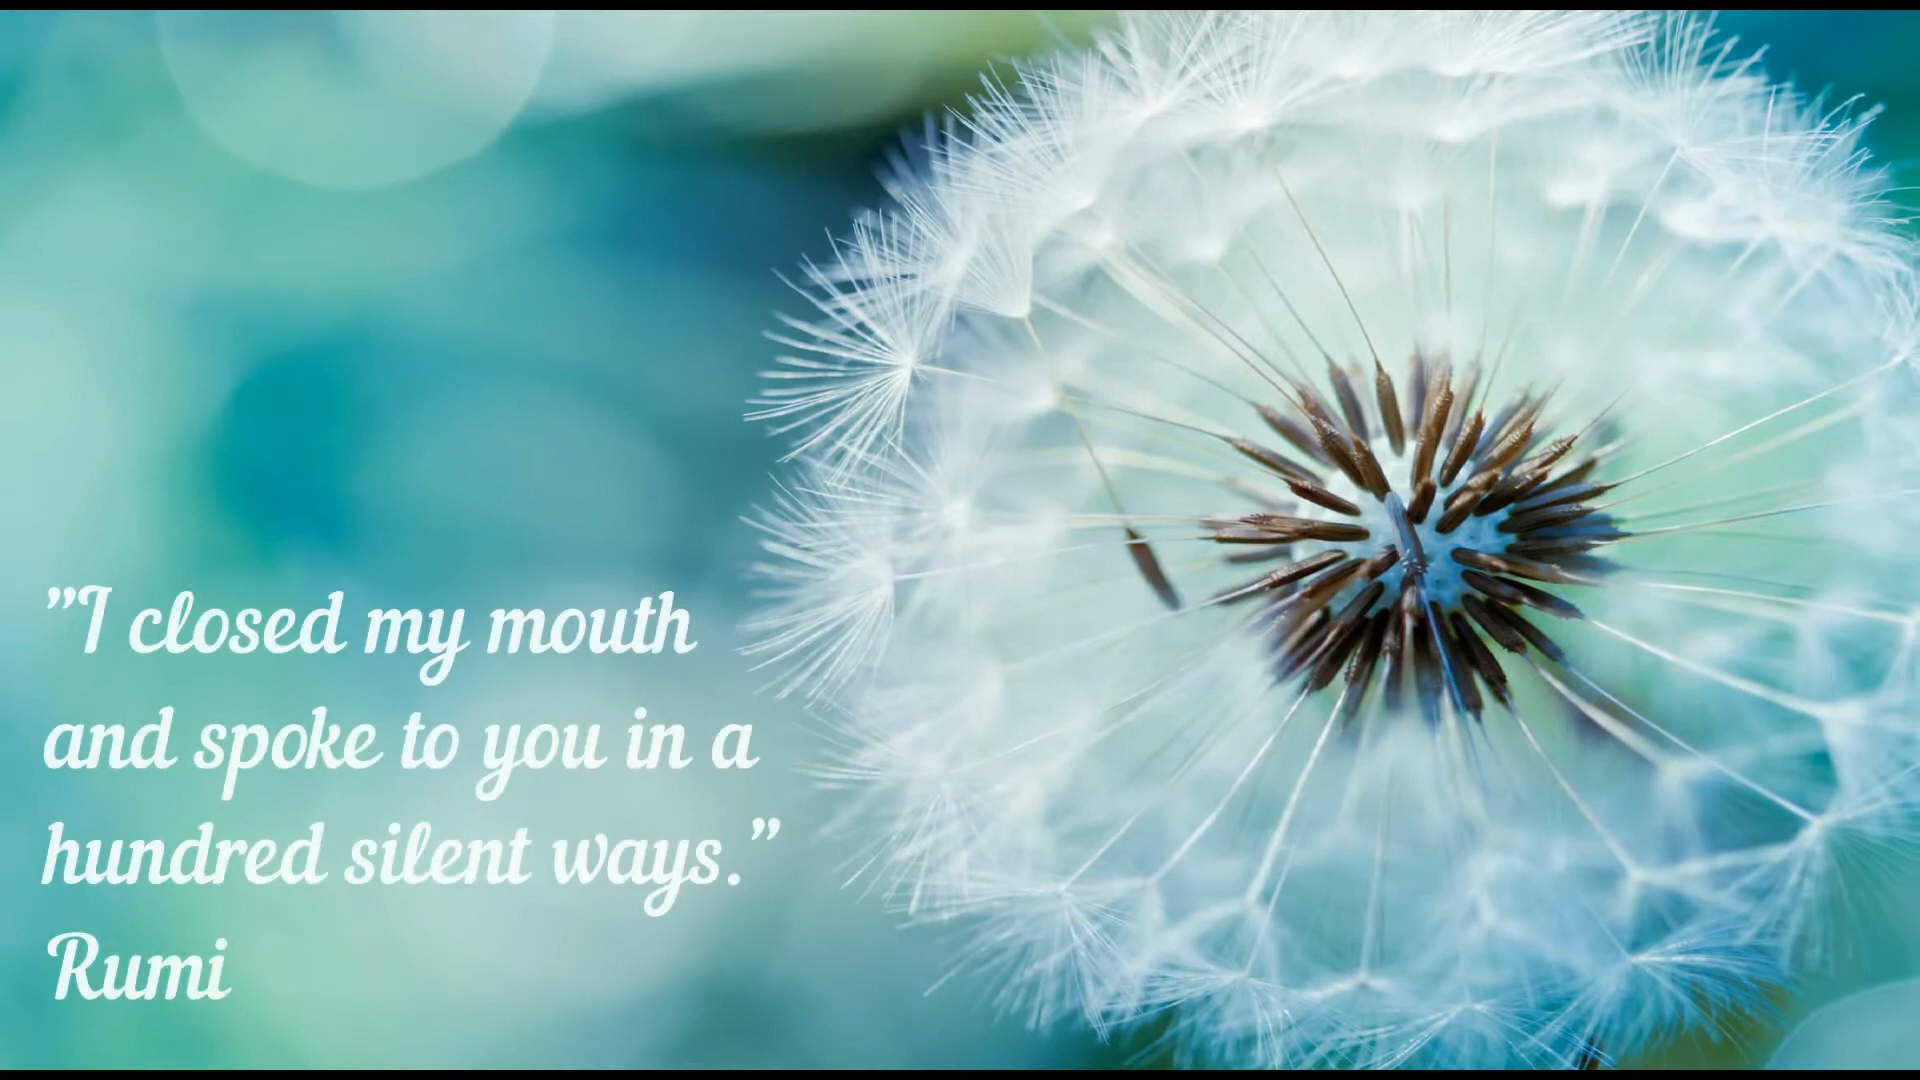 "I closed my mouth
and spoke to you in a
hundred silent ways."
Rumi